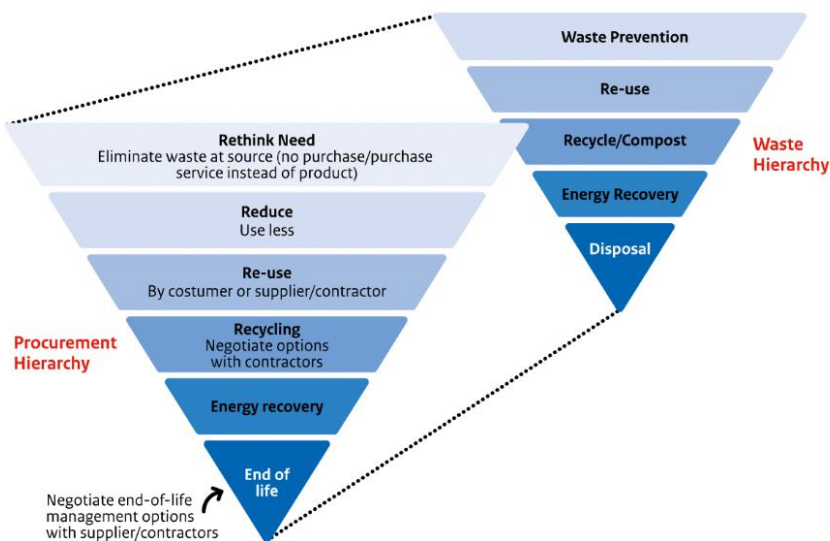 Waste Prevention
Re-use
Recycle/Compost
Energy Recovery
Disposal
Waste
Hierarchy
Rethink Need
Eliminate waste at source (no purchase/purchase
service instead of product)
Reduce
Use less
Re-use
By costumer or supplier/contractor
Recycling
Negotiate options
with contractors
Energy recovery
End of
life
Procurement
Hierarchy
Negotiate end-of-life
management options
with supplier/contractors